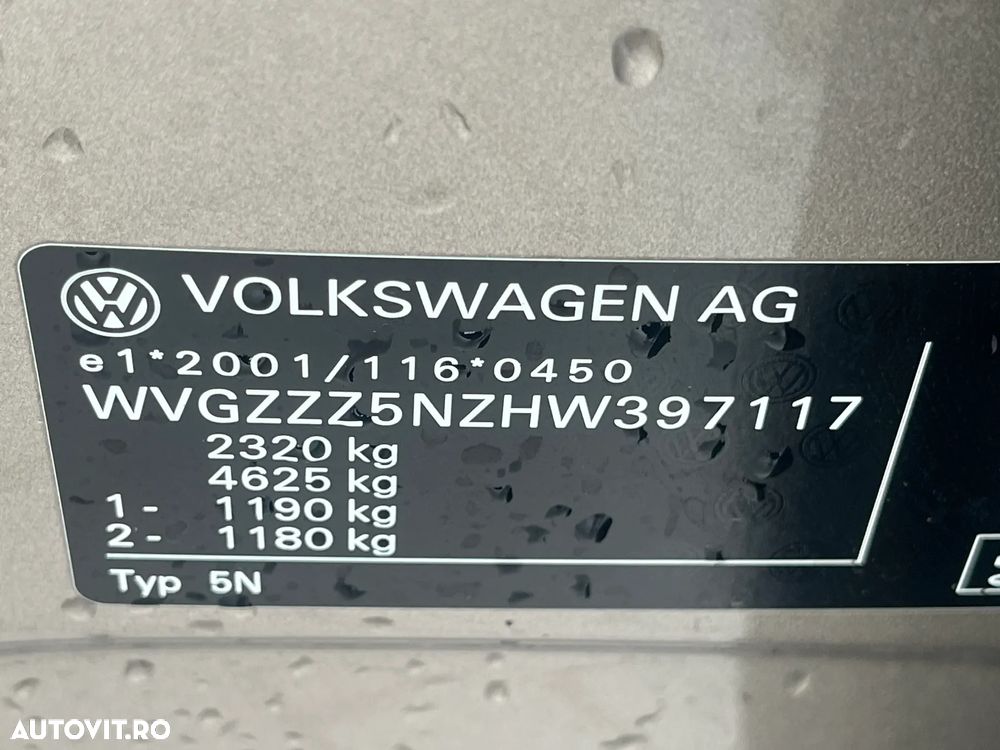 VOLKSWAGEN AG
e1*2001/116*0450
WVGZZZ5NZHW397117
2320 kg
4625 kg
1 - 1190 kg
2 - 1180 kg
Typ 5N
AUTOVIT.RO